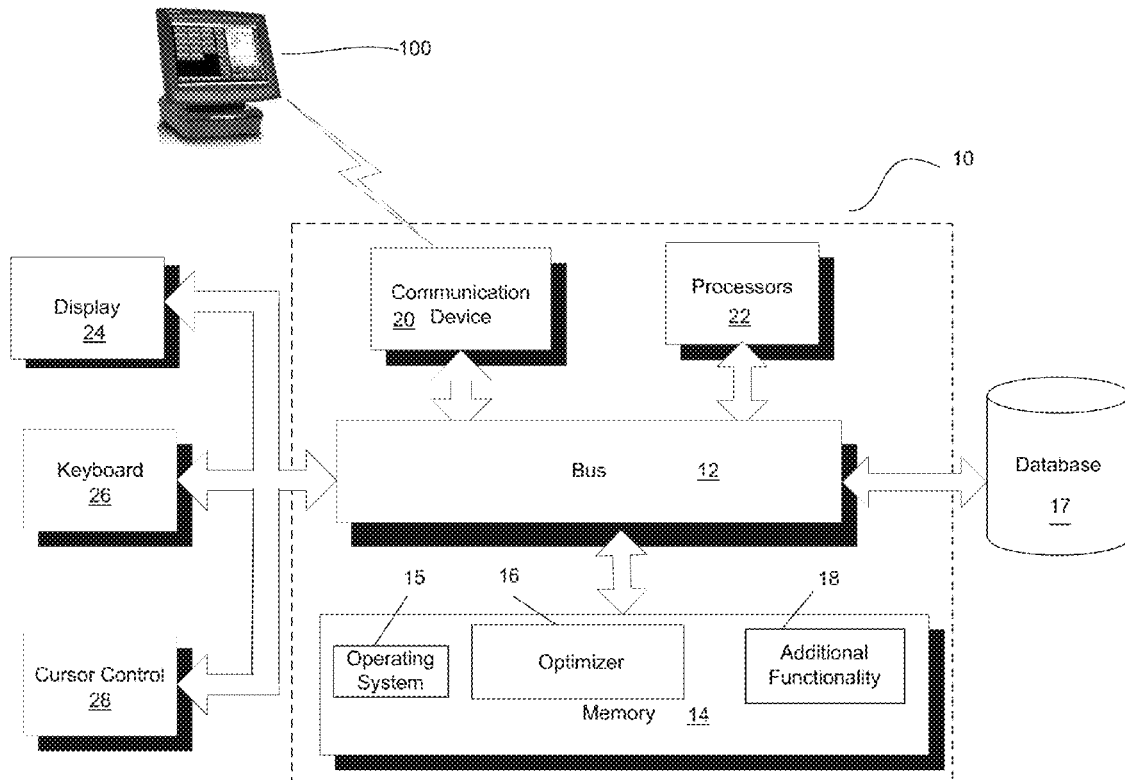 100
10
Communication
20 Device
Processors
22
Display
24
Keyboard
26
Bus 12
Database
17
15
16
18
Operating
System
Optimizer
Additional
Functionality
Memory 14
Cursor Control
28